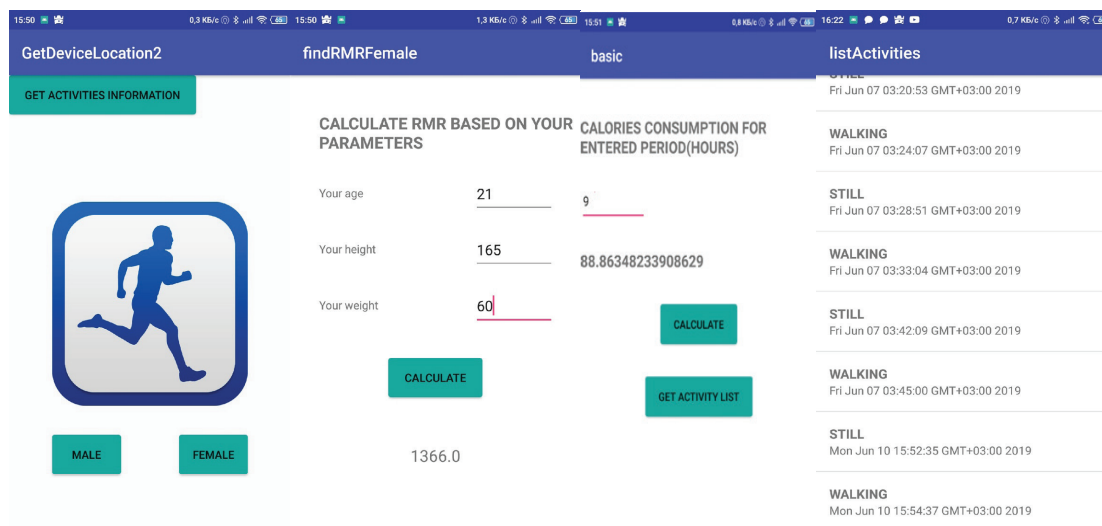 15:50 0,3 КБ/с 65
GetDeviceLocation2
GET ACTIVITIES INFORMATION
MALE FEMALE
15:50 1,3 КБ/с 65
findRMRFemale
CALCULATE RMR BASED ON YOUR
PARAMETERS
Your age 21
Your height 165
Your weight 60
CALCULATE
1366.0
15:51 0,8 КБ/с 65
basic
CALORIES CONSUMPTION FOR
ENTERED PERIOD(HOURS)
9
88.86348233908629
CALCULATE
GET ACTIVITY LIST
16:22 0,7 КБ/с
listActivities
STILL
Fri Jun 07 03:20:53 GMT+03:00 2019
WALKING
Fri Jun 07 03:24:07 GMT+03:00 2019
STILL
Fri Jun 07 03:28:51 GMT+03:00 2019
WALKING
Fri Jun 07 03:33:04 GMT+03:00 2019
STILL
Fri Jun 07 03:42:09 GMT+03:00 2019
WALKING
Fri Jun 07 03:45:00 GMT+03:00 2019
STILL
Mon Jun 10 15:52:35 GMT+03:00 2019
WALKING
Mon Jun 10 15:54:37 GMT+03:00 2019